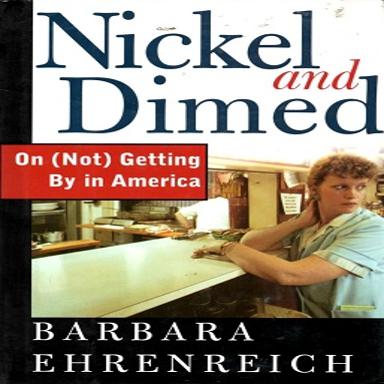 Nickel
and
Dimed
On (Not) Getting
By in America
BARBARA
EHRENREICH